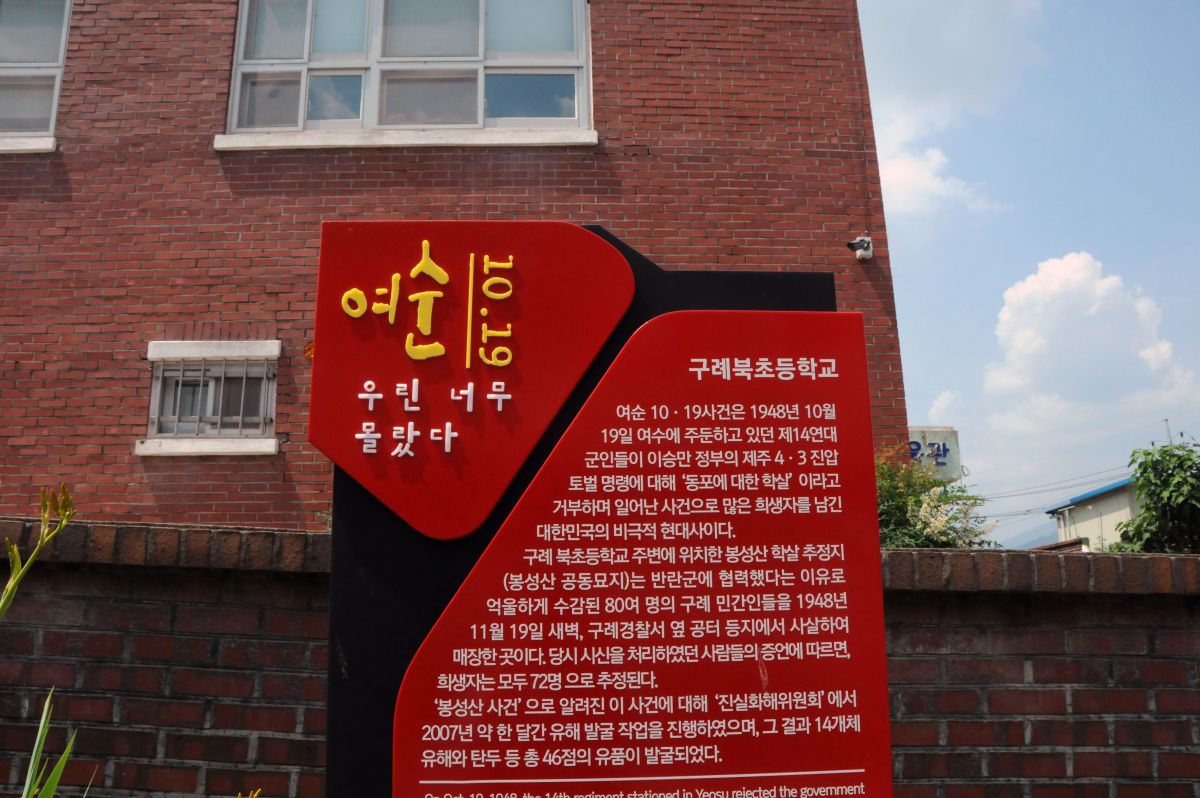 여순
10.19
우린 너무
몰랐다
구례북초등학교
여순 10·19사건은 1948년 10월
19일 여수에 주둔하고 있던 제14연대
군인들이 이승만 정부의 제주 4·3 진압
토벌 명령에 대해 ‘동포에 대한 학살’ 이라고
거부하며 일어난 사건으로 많은 희생자를 남긴
대한민국의 비극적 현대사이다.
구례 북초등학교 주변에 위치한 봉성산 학살 추정지
(봉성산 공동묘지)는 반란군에 협력했다는 이유로
억울하게 수감된 80여 명의 구례 민간인들을 1948년
11월 19일 새벽, 구례경찰서 옆 공터 등지에서 사살하여
매장한 곳이다. 당시 시신을 처리하였던 사람들의 증언에 따르면,
희생자는 모두 72명 으로 추정된다.
‘봉성산 사건’ 으로 알려진 이 사건에 대해 ‘진실화해위원회’ 에서
2007년 약 한 달간 유해 발굴 작업을 진행하였으며, 그 결과 14개체
유해와 탄두 등 총 46점의 유품이 발굴되었다.
On Oct. 19, 1948, the 14th regiment stationed in Yeosu rejected the government
관